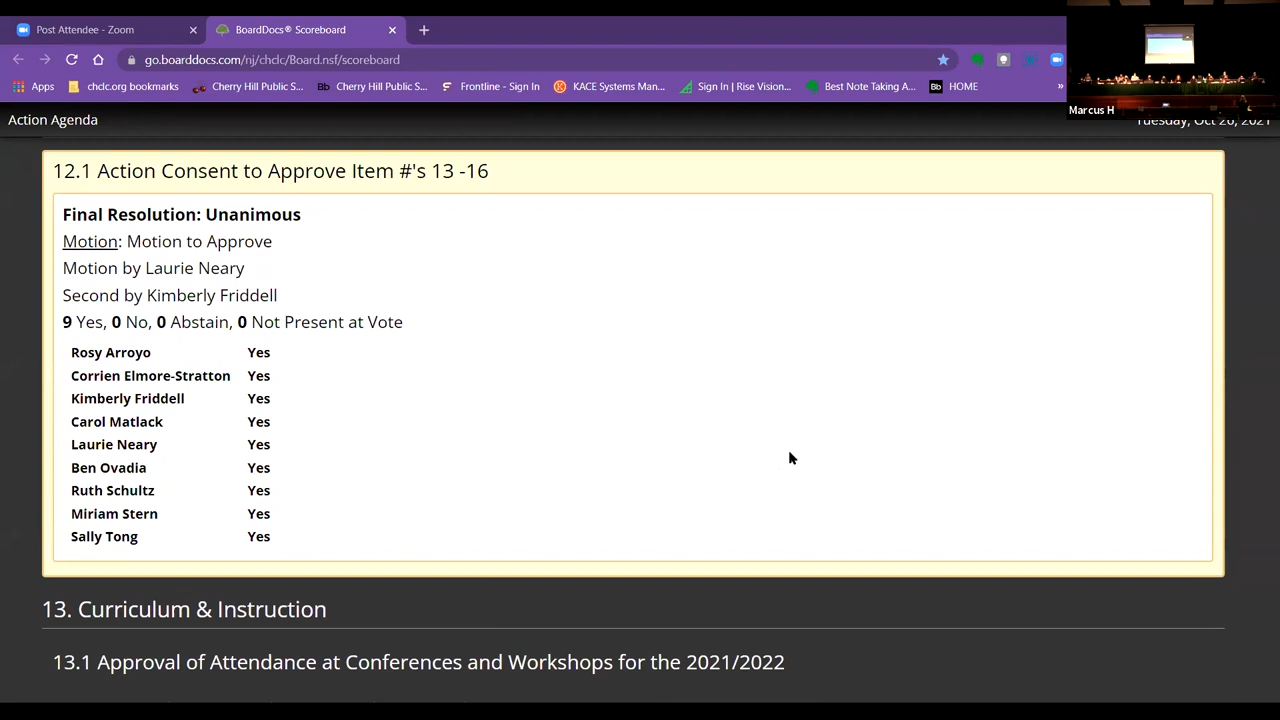 Post Attendee - Zoom
BoardDocs® Scoreboard
go.boarddocs.com/nj/chclc/Board.nsf/scoreboard
Apps
chclc.org bookmarks
Cherry Hill Public S...
Bb Cherry Hill Public S...
Frontline - Sign In
KACE Systems Man...
Sign In | Rise Vision...
Best Note Taking A...
Bb HOME
»
Marcus H
Action Agenda
Tuesday, Oct 26, 2021
12.1 Action Consent to Approve Item #'s 13 -16
Final Resolution: Unanimous
Motion: Motion to Approve
Motion by Laurie Neary
Second by Kimberly Friddell
9 Yes, 0 No, 0 Abstain, 0 Not Present at Vote
Rosy Arroyo Yes
Corrien Elmore-Stratton Yes
Kimberly Friddell Yes
Carol Matlack Yes
Laurie Neary Yes
Ben Ovadia Yes
Ruth Schultz Yes
Miriam Stern Yes
Sally Tong Yes
13. Curriculum & Instruction
13.1 Approval of Attendance at Conferences and Workshops for the 2021/2022